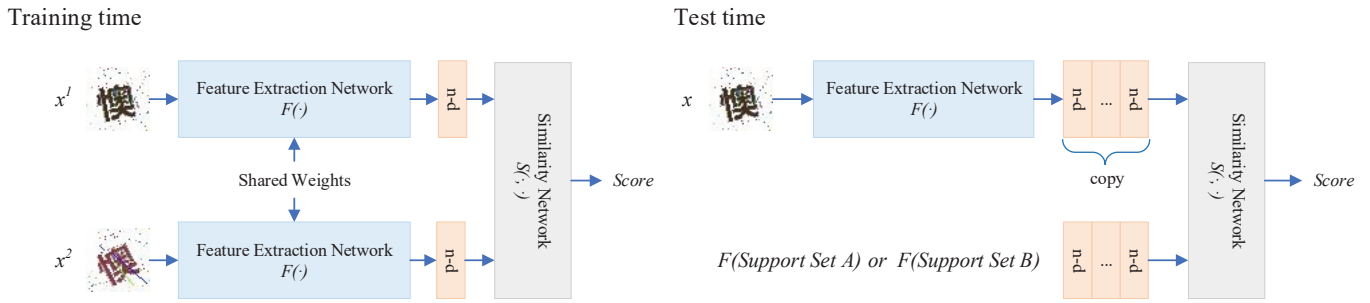 Training time
x1
Feature Extraction Network
F(·)
n-d
Shared Weights
x2
Feature Extraction Network
F(·)
n-d
Similarity Network
S(·, ·)
Score
Test time
x
Feature Extraction Network
F(·)
n-d ... n-d
copy
F(Support Set A) or F(Support Set B)
n-d ... n-d
Similarity Network
S(·, ·)
Score